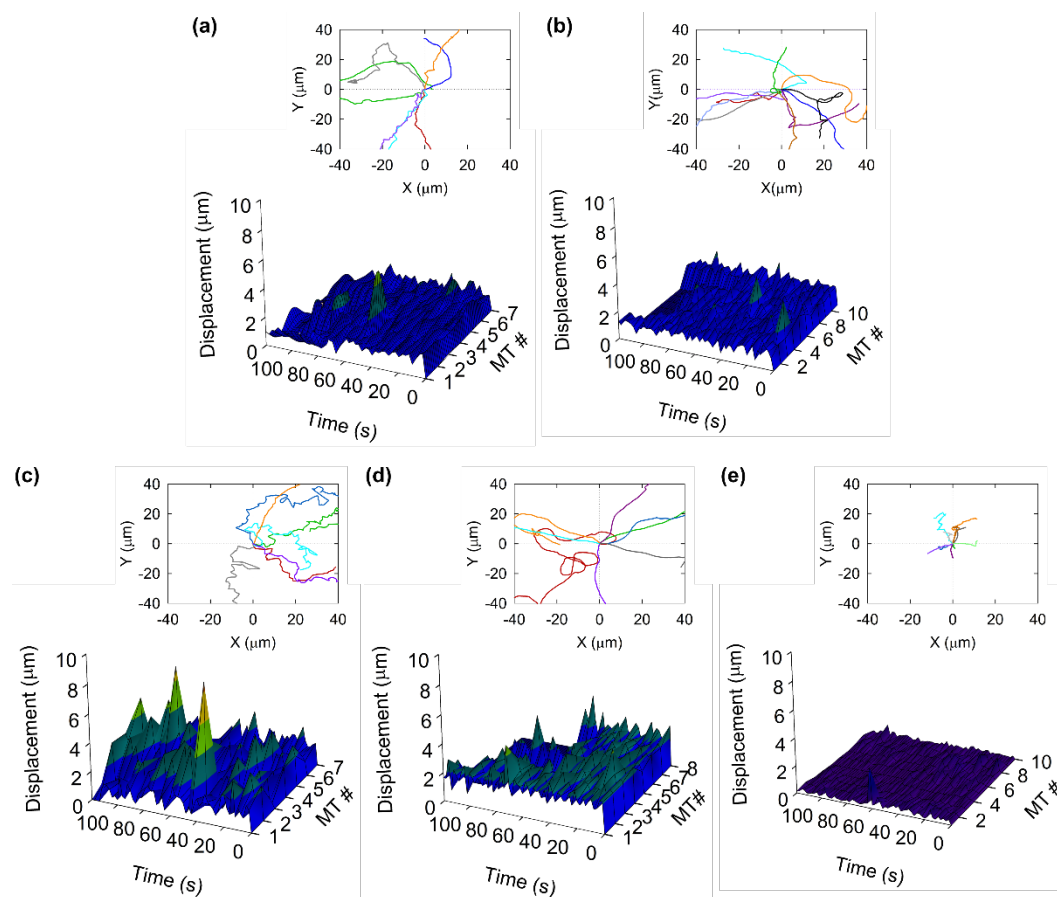 (a)
40
20
0
-20
-40
Y (μm)
-40 -20 0 20 40
X (μm)
Displacement (μm)
10
8
6
4
2
0
100 80 60 40 20 0
Time (s)
1 2 3 4 5 6 7
MT #
(b)
40
20
0
-20
-40
Y(μm)
-40 -20 0 20 40
X(μm)
Displacement (μm)
10
8
6
4
2
0
100 80 60 40 20 0
Time (s)
2 4 6 8 10
MT #
(c)
40
20
0
-20
-40
Y (μm)
-40 -20 0 20 40
X (μm)
Displacement (μm)
10
8
6
4
2
0
100 80 60 40 20 0
Time (s)
1 2 3 4 5 6 7
MT #
(d)
40
20
0
-20
-40
Y (μm)
-40 -20 0 20 40
X (μm)
Displacement (μm)
10
8
6
4
2
0
100 80 60 40 20 0
Time (s)
1 2 3 4 5 6 7 8
MT #
(e)
40
20
0
-20
-40
Y (μm)
-40 -20 0 20 40
X (μm)
Displacement (μm)
10
8
6
4
2
0
100 80 60 40 20 0
Time (s)
2 4 6 8 10
MT #